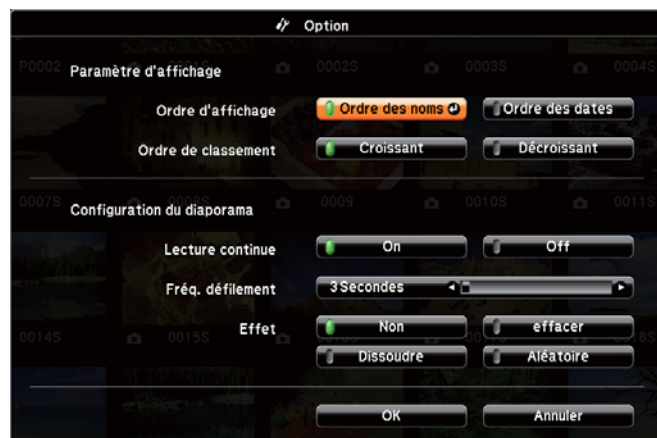 Option
P0002 0002S 0003S 0004S
Paramètre d'affichage
Ordre d'affichage Ordre des noms Ordre des dates
Ordre de classement Croissant Décroissant
0007S 0008S 0009 0010S 0011S
Configuration du diaporama
Lecture continue On Off
Fréq. défilement 3Secondes
Effet Non effacer
0014S 0015S
Dissoudre Aléatoire
OK Annuler